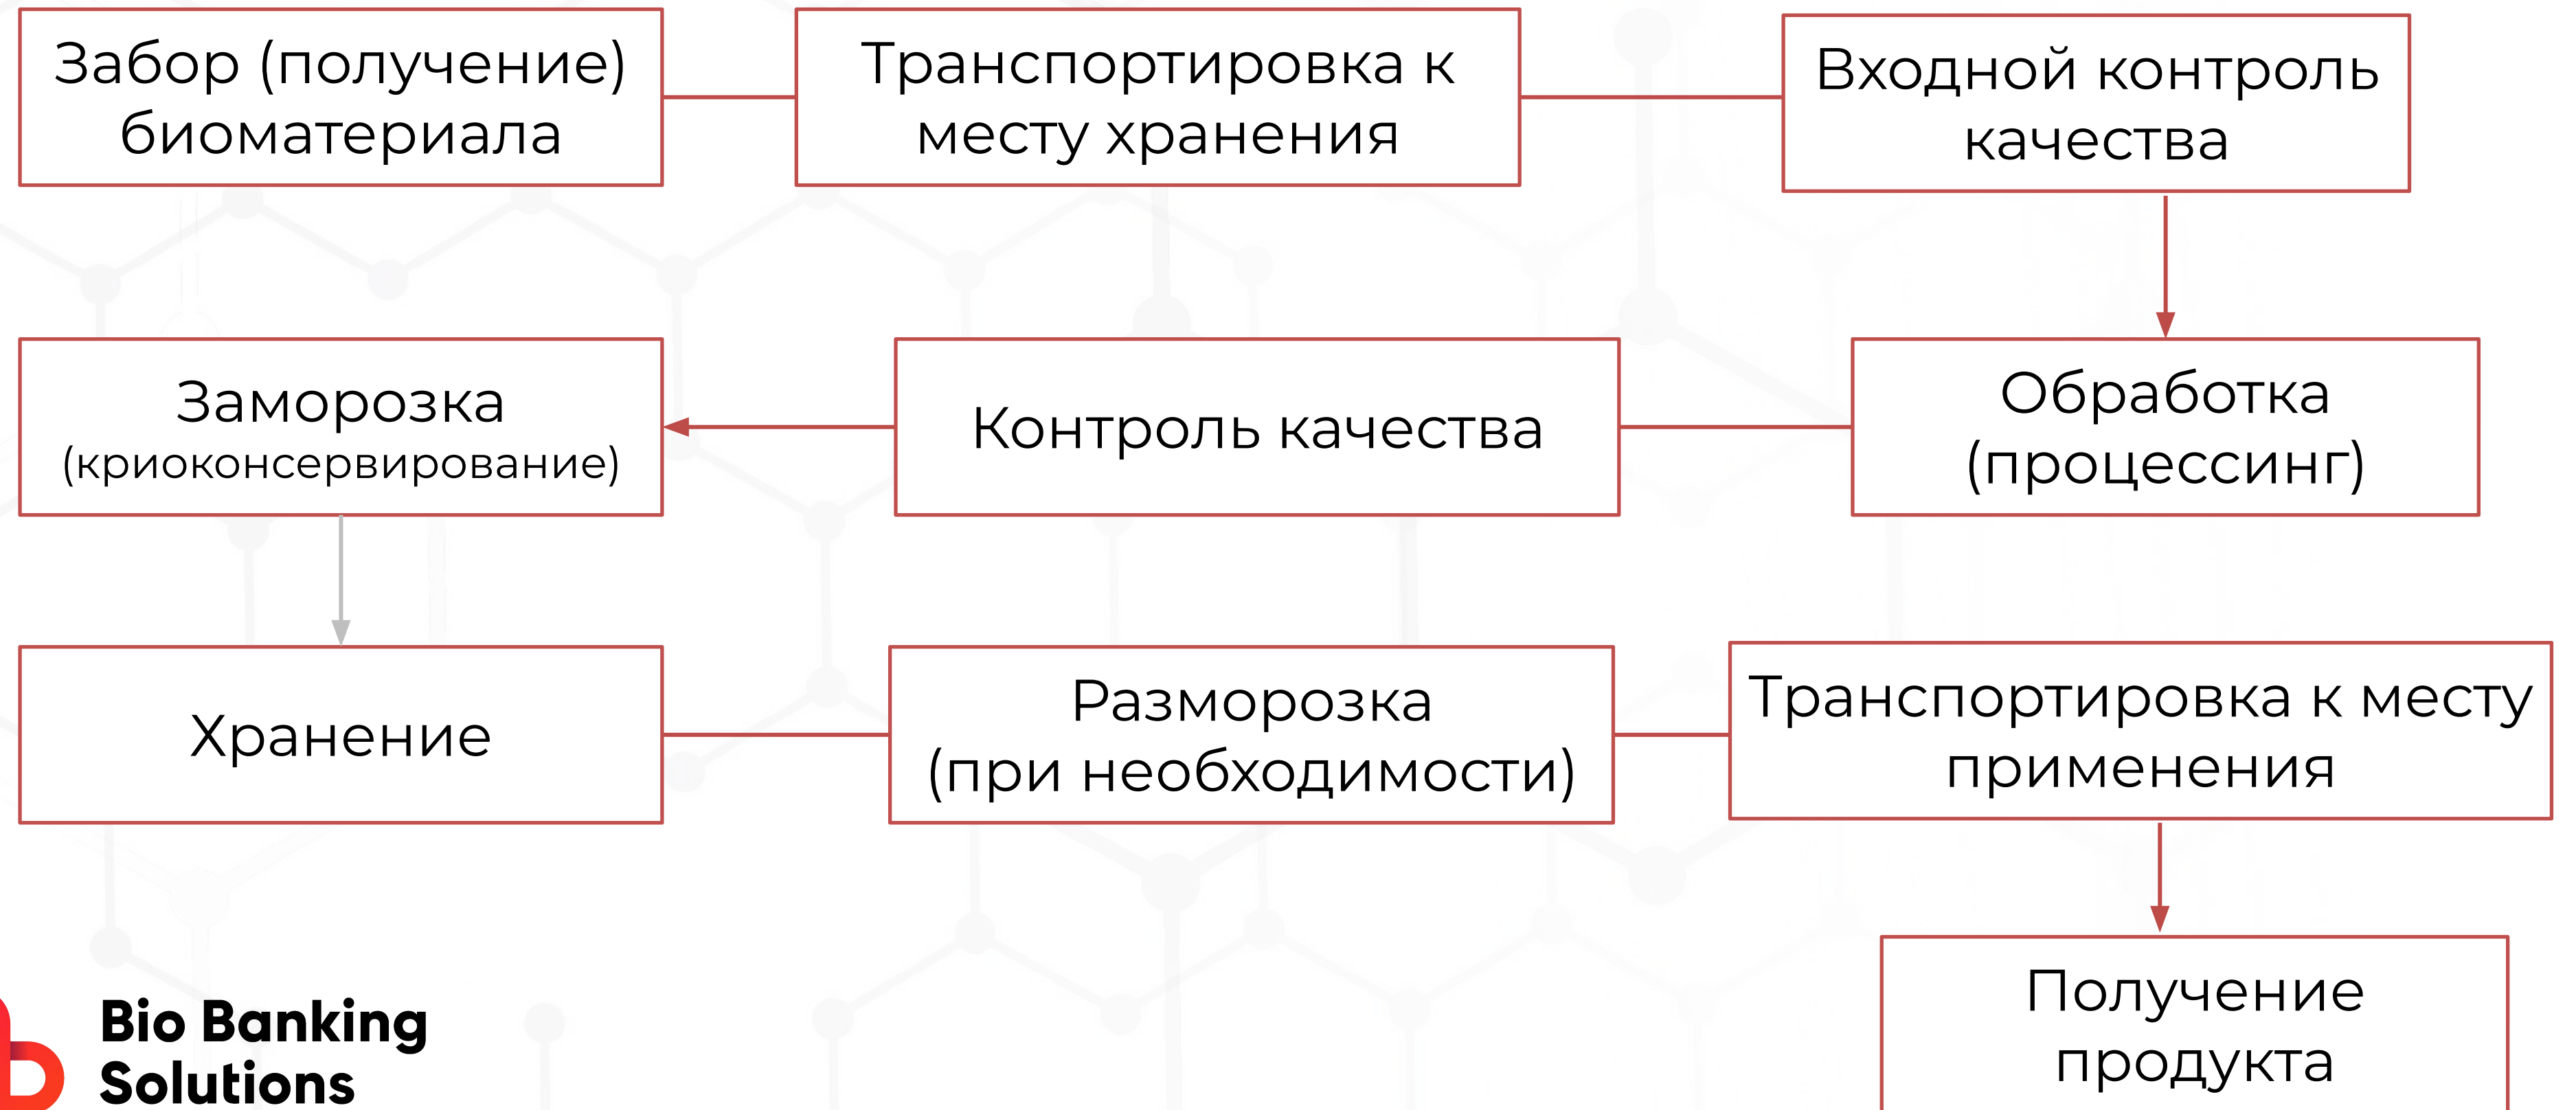 Забор (получение)
биоматериала
Транспортировка к
месту хранения
Входной контроль
качества
Заморозка
(криоконсервирование)
Контроль качества
Обработка
(процессинг)
Хранение
Разморозка
(при необходимости)
Транспортировка к месту
применения
Получение
продукта
Bio Banking
Solutions